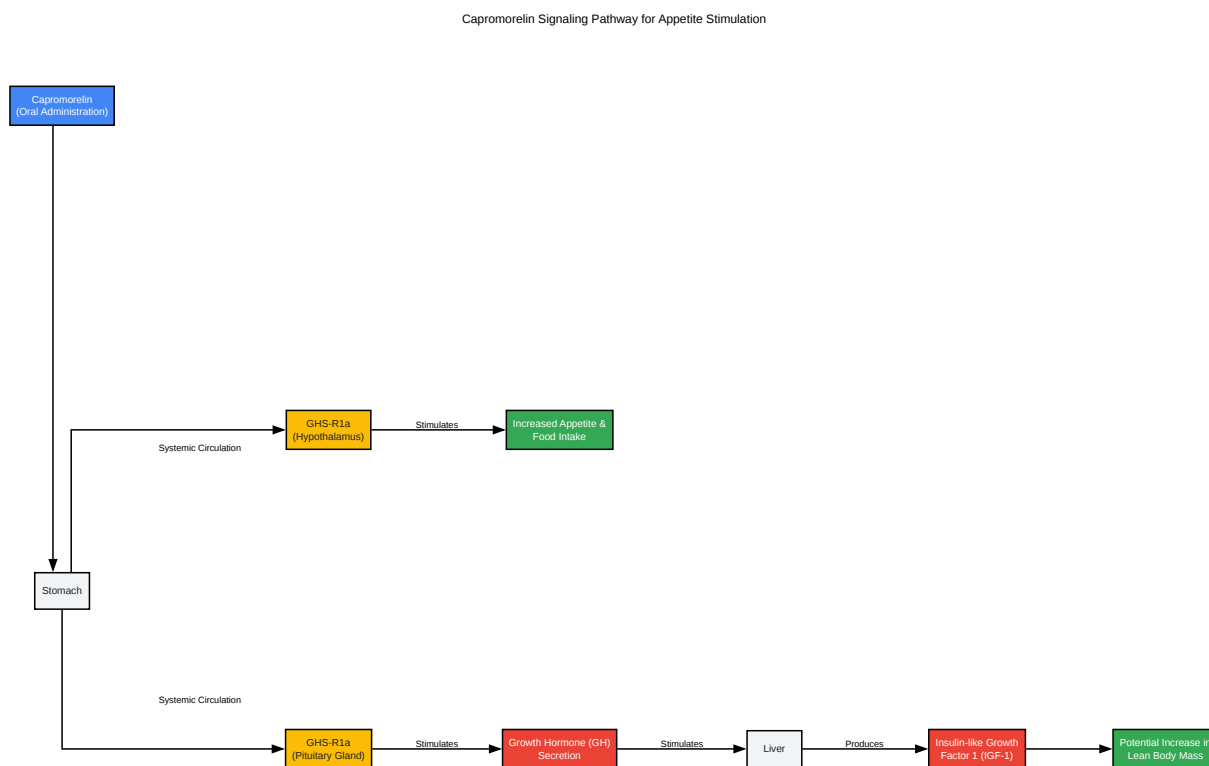 Capromorelin Signaling Pathway for Appetite Stimulation
Capromorelin
(Oral Administration)
GHS-R1a
(Hypothalamus)
Stimulates
Increased Appetite &
Food Intake
Systemic Circulation
Stomach
Systemic Circulation
GHS-R1a
(Pituitary Gland)
Stimulates
Growth Hormone (GH)
Secretion
Stimulates
Liver
Produces
Insulin-like Growth
Factor 1 (IGF-1)
Potential Increase in
Lean Body Mass